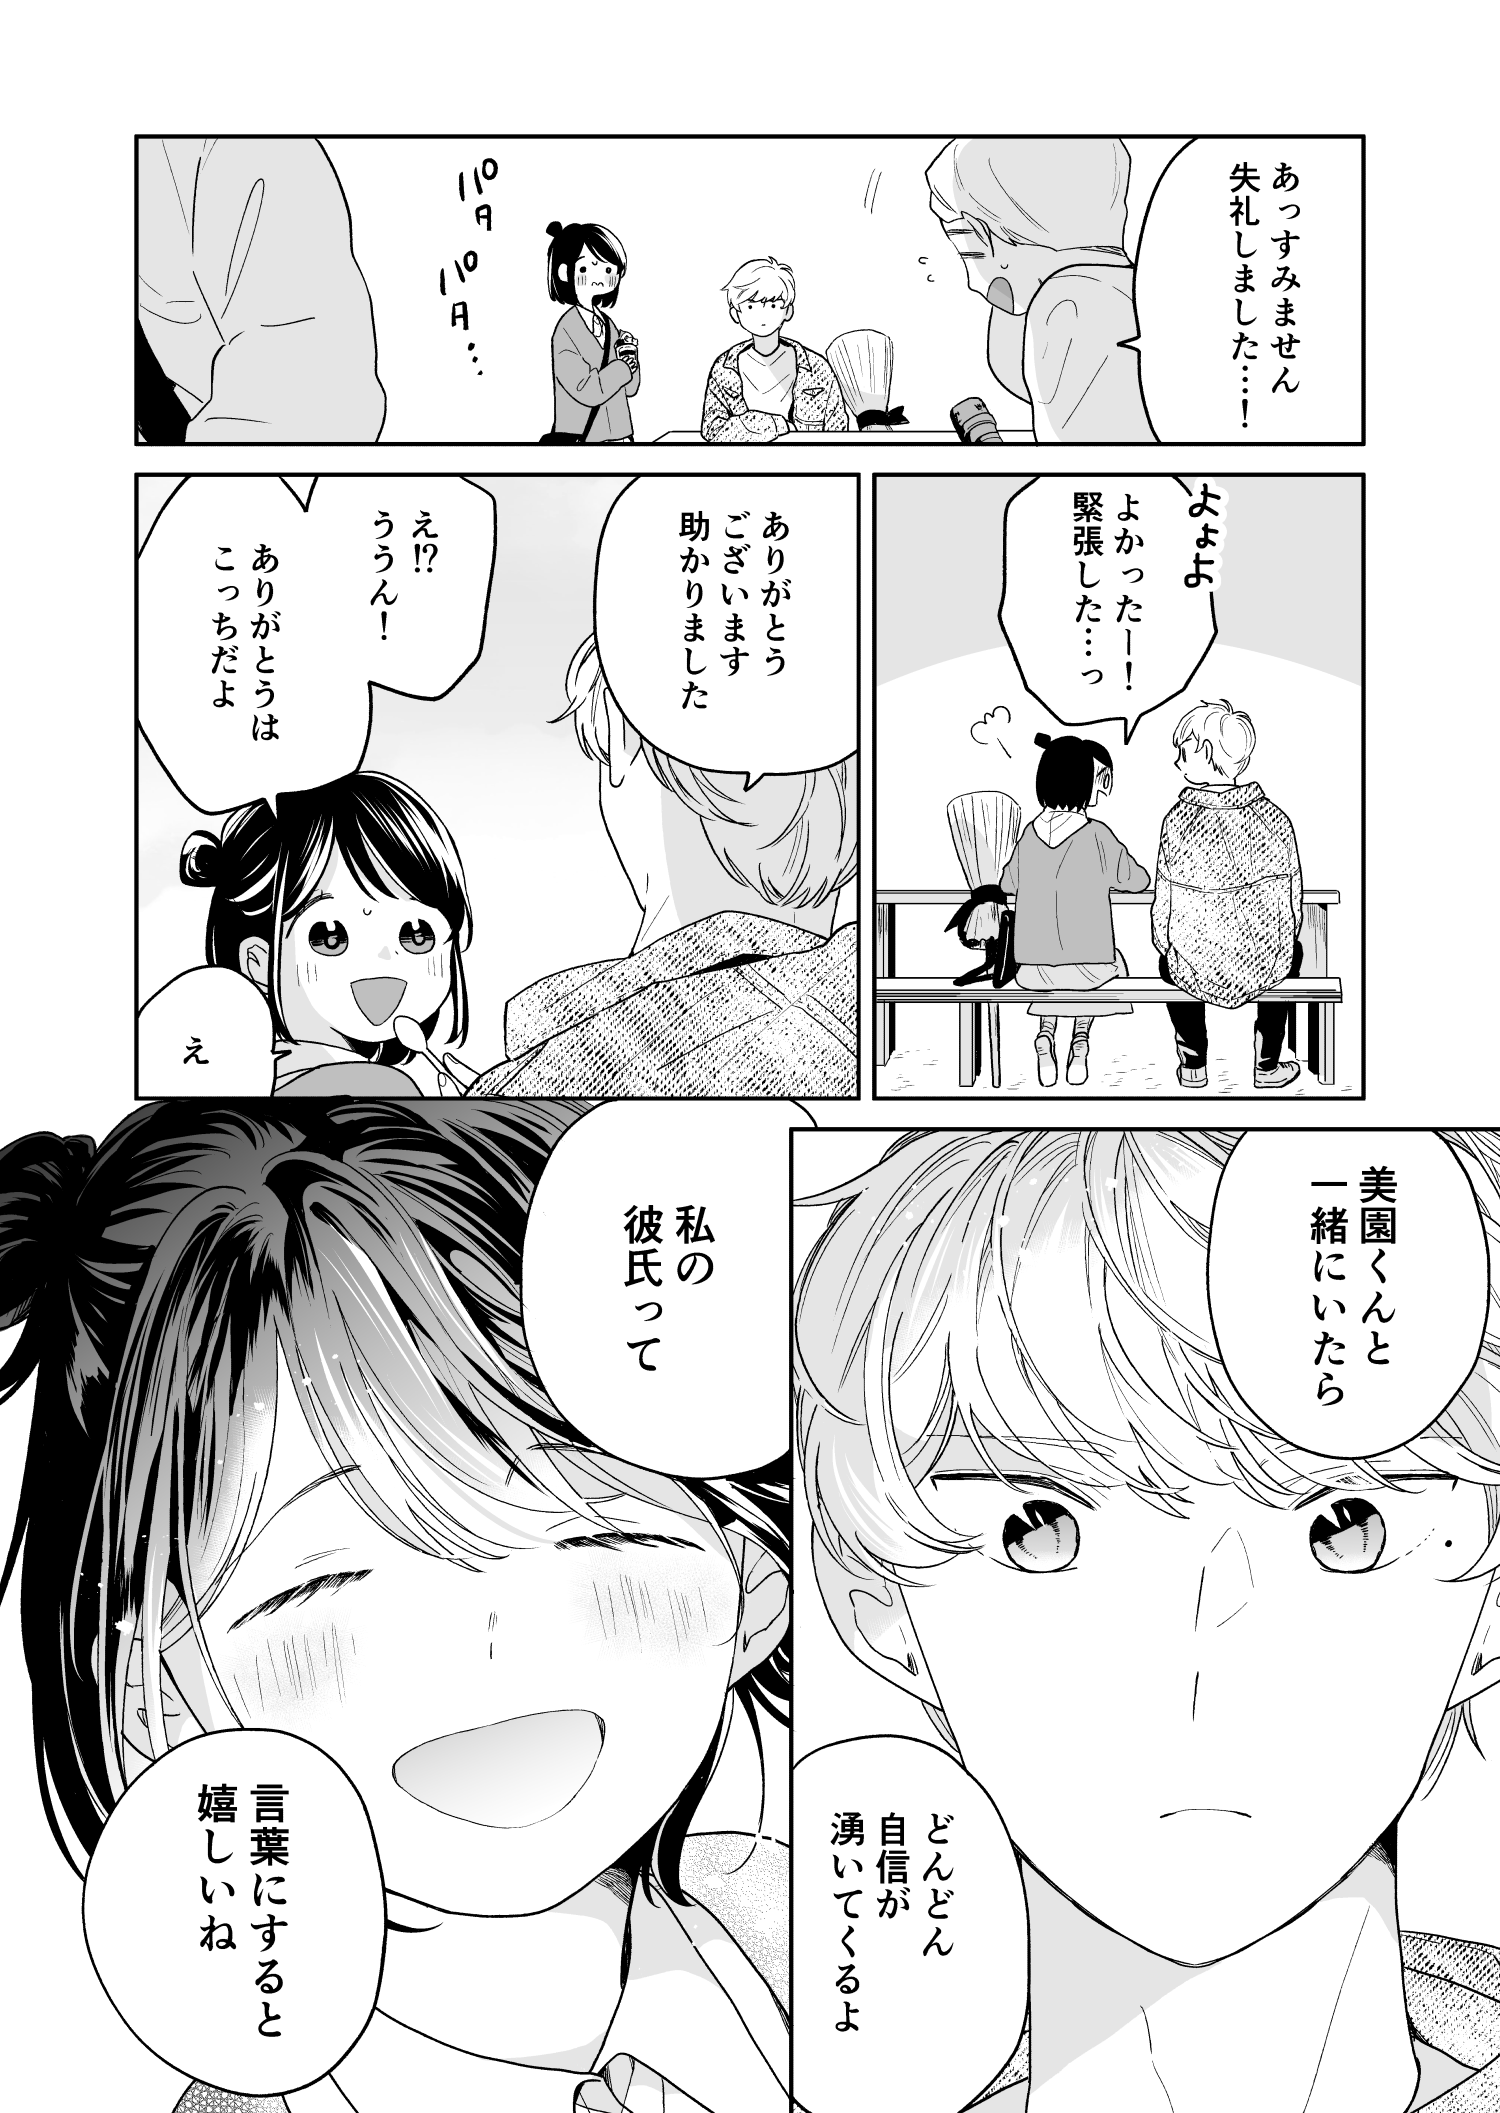 あっすみません
失礼しました…！
パク
パク…
よよよ
よかったー！
緊張した…っ
ありがとう
ございます
助かりました
え!?
ううん！
ありがとうは
こっちだよ
え
美園くんと
一緒にいたら
どんどん
自信が
湧いてくるよ
私の
彼氏って
言葉にすると
嬉しいね